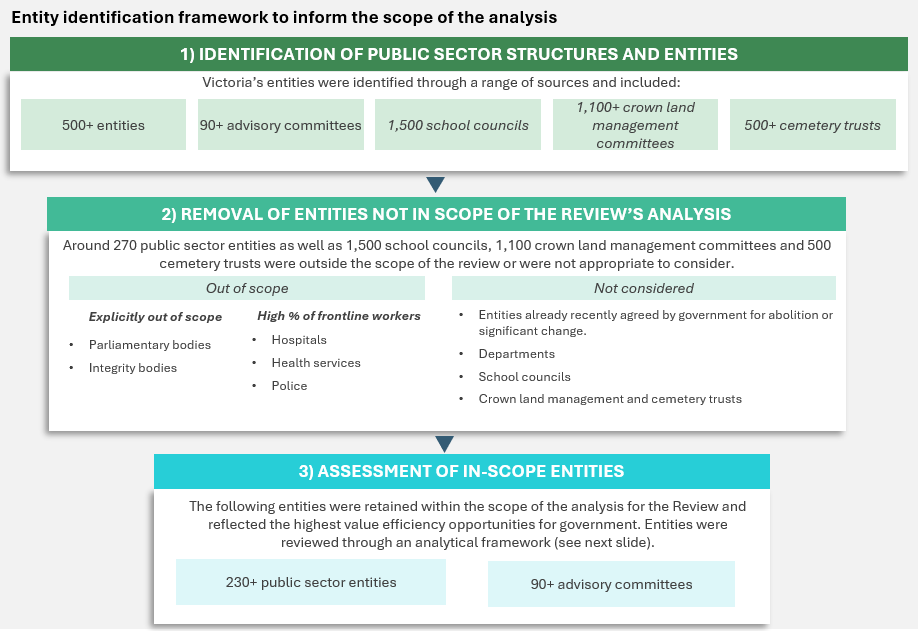 Entity identification framework to inform the scope of the analysis
1) IDENTIFICATION OF PUBLIC SECTOR STRUCTURES AND ENTITIES
Victoria's entities were identified through a range of sources and included:
500+ entities
90+ advisory committees
1,500 school councils
1,100+ crown land
management
committees
500+ cemetery trusts
2) REMOVAL OF ENTITIES NOT IN SCOPE OF THE REVIEW'S ANALYSIS
Around 270 public sector entities as well as 1,500 school councils, 1,100 crown land management committees and 500
cemetery trusts were outside the scope of the review or were not appropriate to consider.
Out of scope
Explicitly out of scope
• Parliamentary bodies
• Integrity bodies
High % of frontline workers
• Hospitals
• Health services
• Police
Not considered
• Entities already recently agreed by government for abolition or
significant change.
• Departments
• School councils
• Crown land management and cemetery trusts
3) ASSESSMENT OF IN-SCOPE ENTITIES
The following entities were retained within the scope of the analysis for the Review and
reflected the highest value efficiency opportunities for government. Entities were
reviewed through an analytical framework (see next slide).
230+ public sector entities
90+ advisory committees